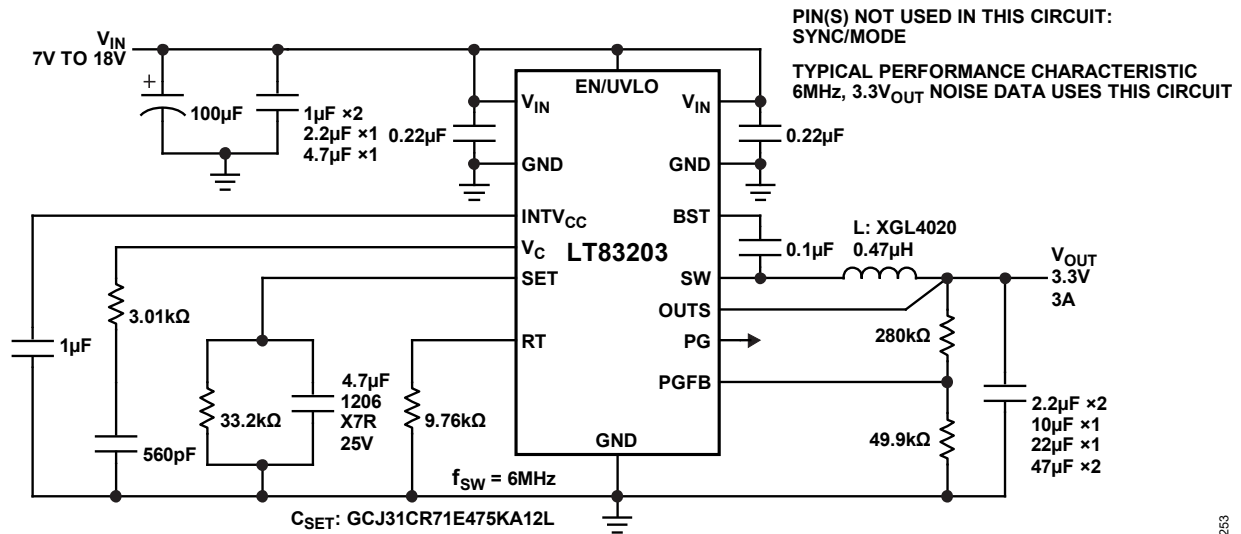 PIN(S) NOT USED IN THIS CIRCUIT:
SYNC/MODE
TYPICAL PERFORMANCE CHARACTERISTIC
6MHz, 3.3VOUT NOISE DATA USES THIS CIRCUIT
VIN
7V TO 18V
+
100µF
1µF ×2
2.2µF ×1
4.7µF ×1
0.22µF
EN/UVLO
VIN
VIN
0.22µF
GND
GND
INTVCC
BST
VC
LT83203
0.1µF
L: XGL4020
0.47µH
SET
SW
VOUT
3.3V
3A
OUTS
3.01kΩ
1µF
RT
PG
280kΩ
PGFB
33.2kΩ
4.7µF
1206
X7R
25V
9.76kΩ
2.2µF ×2
10µF ×1
22µF ×1
47µF ×2
49.9kΩ
560pF
GND
fSW = 6MHz
CSET: GCJ31CR71E475KA12L
253